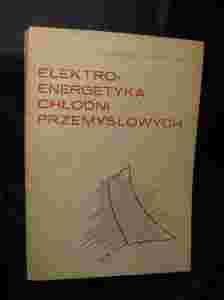 ELEKTRO-
ENERGETYKA
CHŁODNI
PRZEMYSŁOWYCH